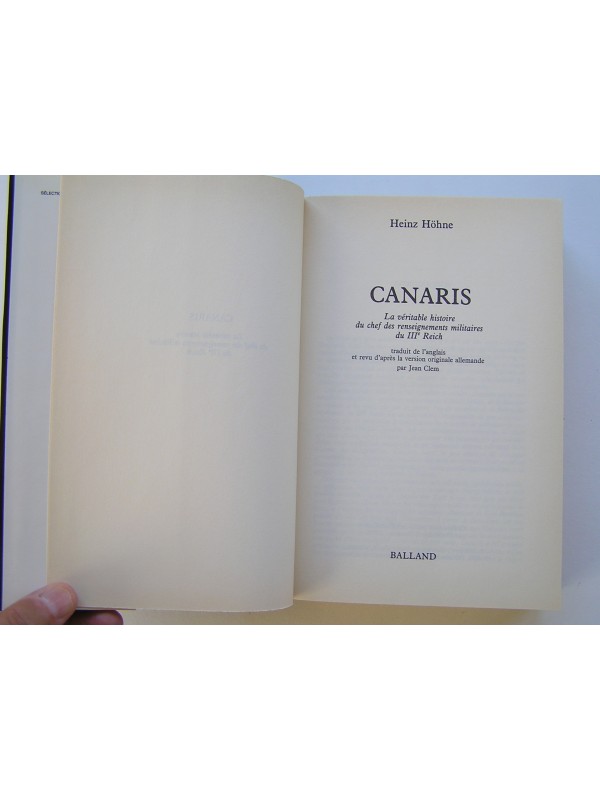 SÉLECTI
Heinz Höhne
CANARIS
La véritable histoire
du chef des renseignements militaires
du IIIe Reich
traduit de l'anglais
et revu d'après la version originale allemande
par Jean Clem
BALLAND